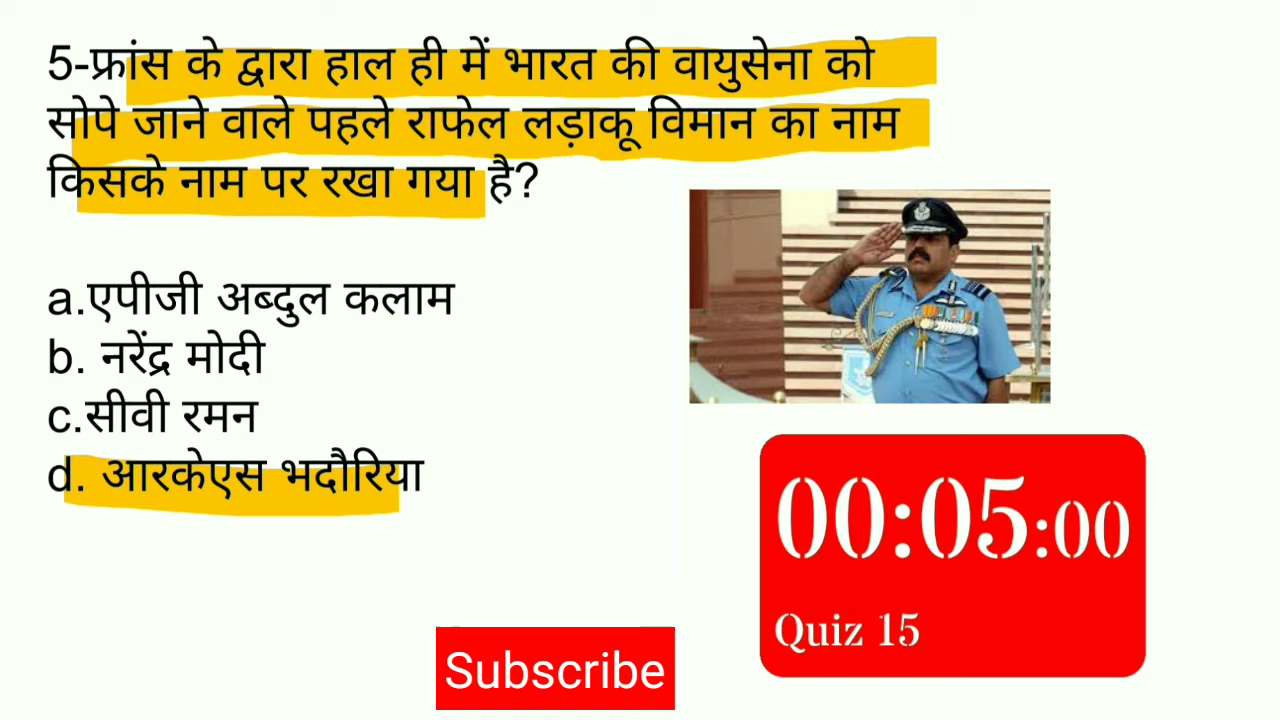 5-फ्रांस के द्वारा हाल ही में भारत की वायुसेना को
सोपे जाने वाले पहले राफेल लड़ाकू विमान का नाम
किसके नाम पर रखा गया है?
a.एपीजी अब्दुल कलाम
b. नरेंद्र मोदी
c.सीवी रमन
d. आरकेएस भदौरिया
00:05:00
Quiz 15
Subscribe